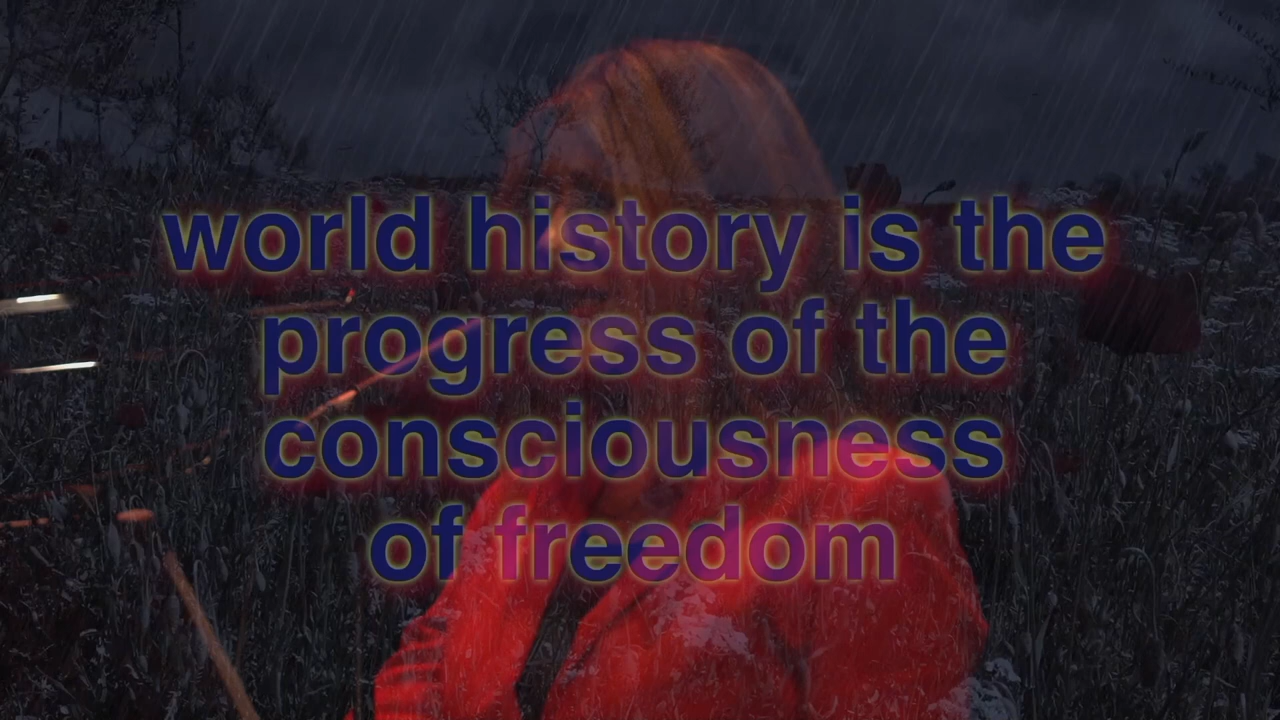 world history is the
progress of the
consciousness
of freedom